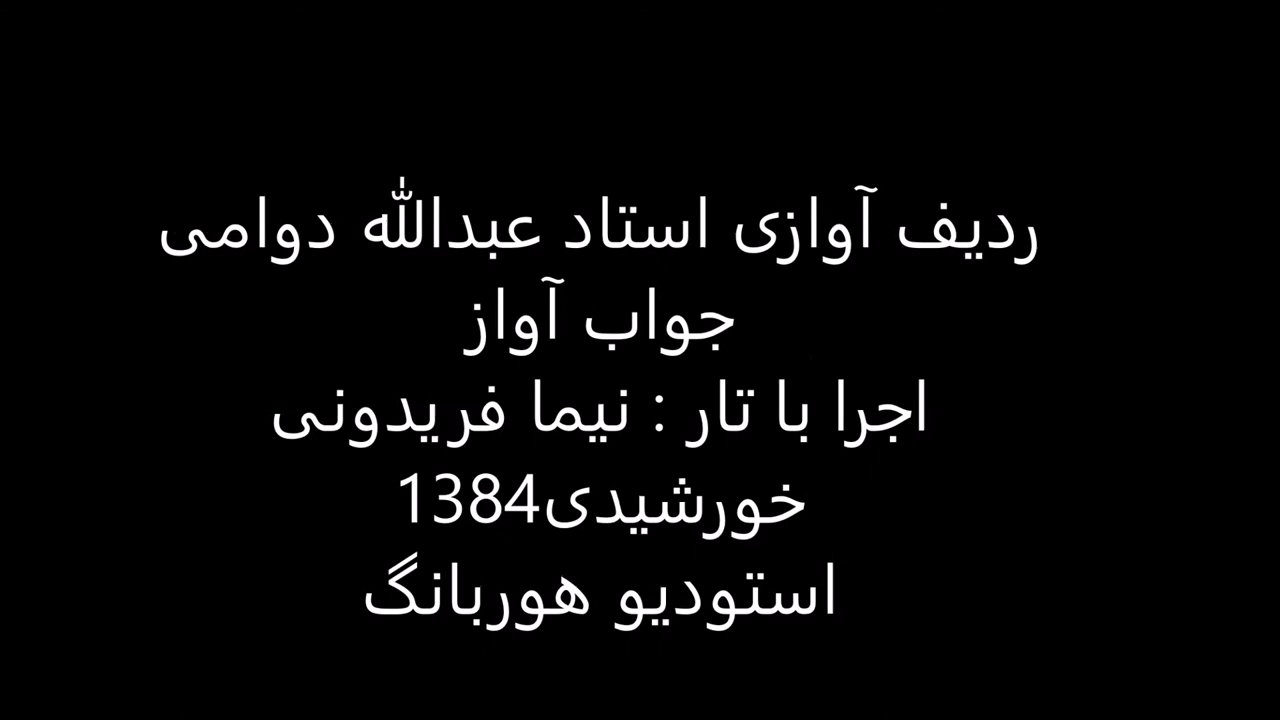 ردیف آوازی استاد عبدالله دوامی
جواب آواز
اجرا با تار : نیما فریدونی
خورشیدی1384
استودیو هوربانگ